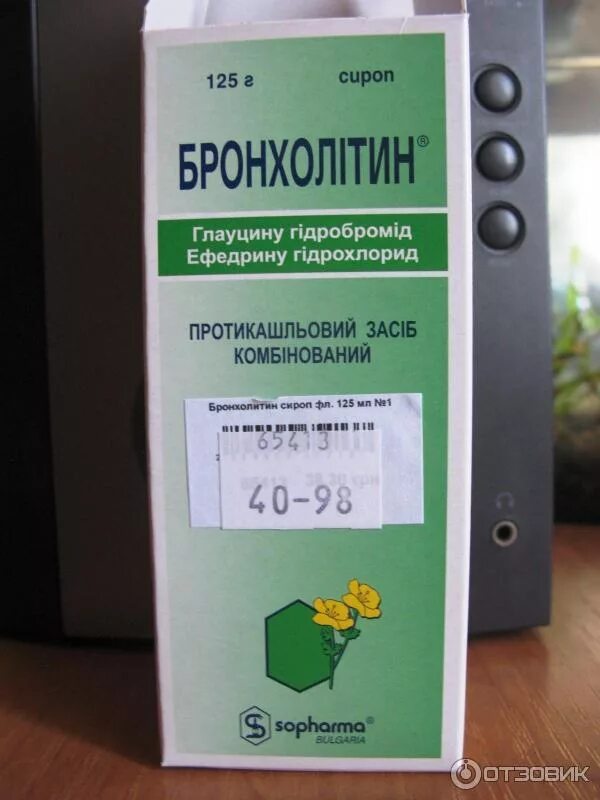 125 г сироп
БРОНХОЛІТИН®
Глауцину гідробромід
Ефедрину гідрохлорид
ПРОТИКАШЛЬОВИЙ ЗАСІБ
КОМБІНОВАНИЙ
Бронхолитин сироп фл. 125 мл №1
65413
40-98
sopharma®
BULGARIA
ОТЗОВИК